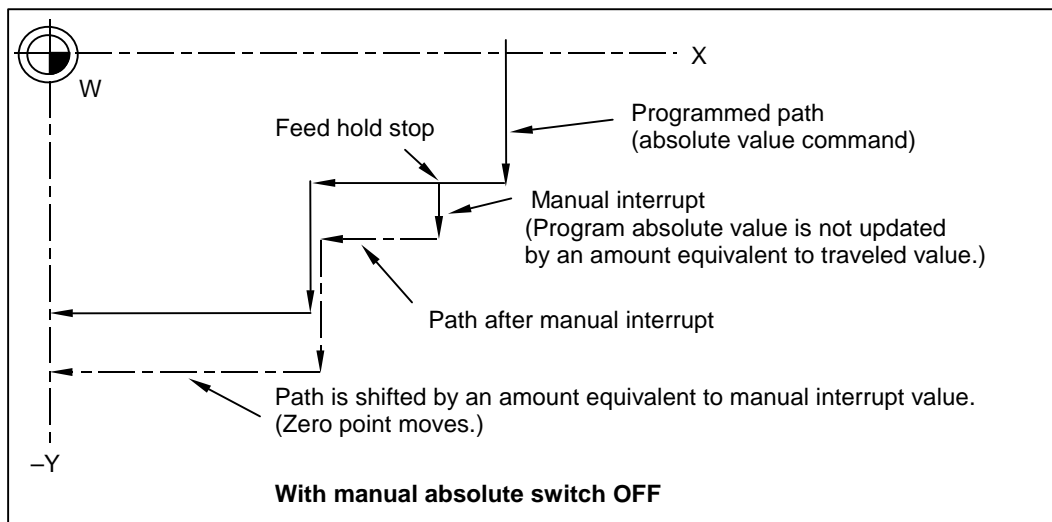 X
W
Programmed path
(absolute value command)
Feed hold stop
Manual interrupt
(Program absolute value is not updated
by an amount equivalent to traveled value.)
Path after manual interrupt
Path is shifted by an amount equivalent to manual interrupt value.
(Zero point moves.)
–Y
With manual absolute switch OFF